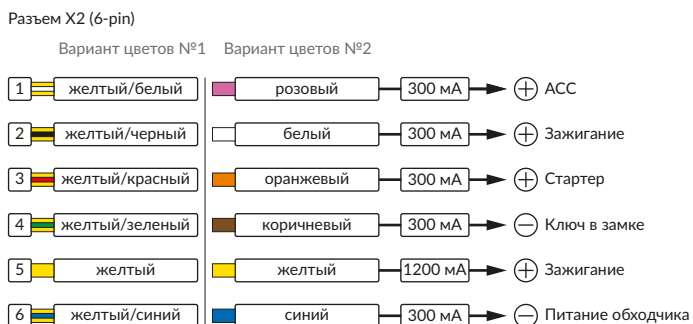 Разъем X2 (6-pin)
Вариант цветов №1 Вариант цветов №2
1 желтый/белый розовый 300 мА + ACC
2 желтый/черный белый 300 мА + Зажигание
3 желтый/красный оранжевый 300 мА + Стартер
4 желтый/зеленый коричневый 300 мА − Ключ в замке
5 желтый желтый 1200 мА + Зажигание
6 желтый/синий синий 300 мА − Питание обходчика